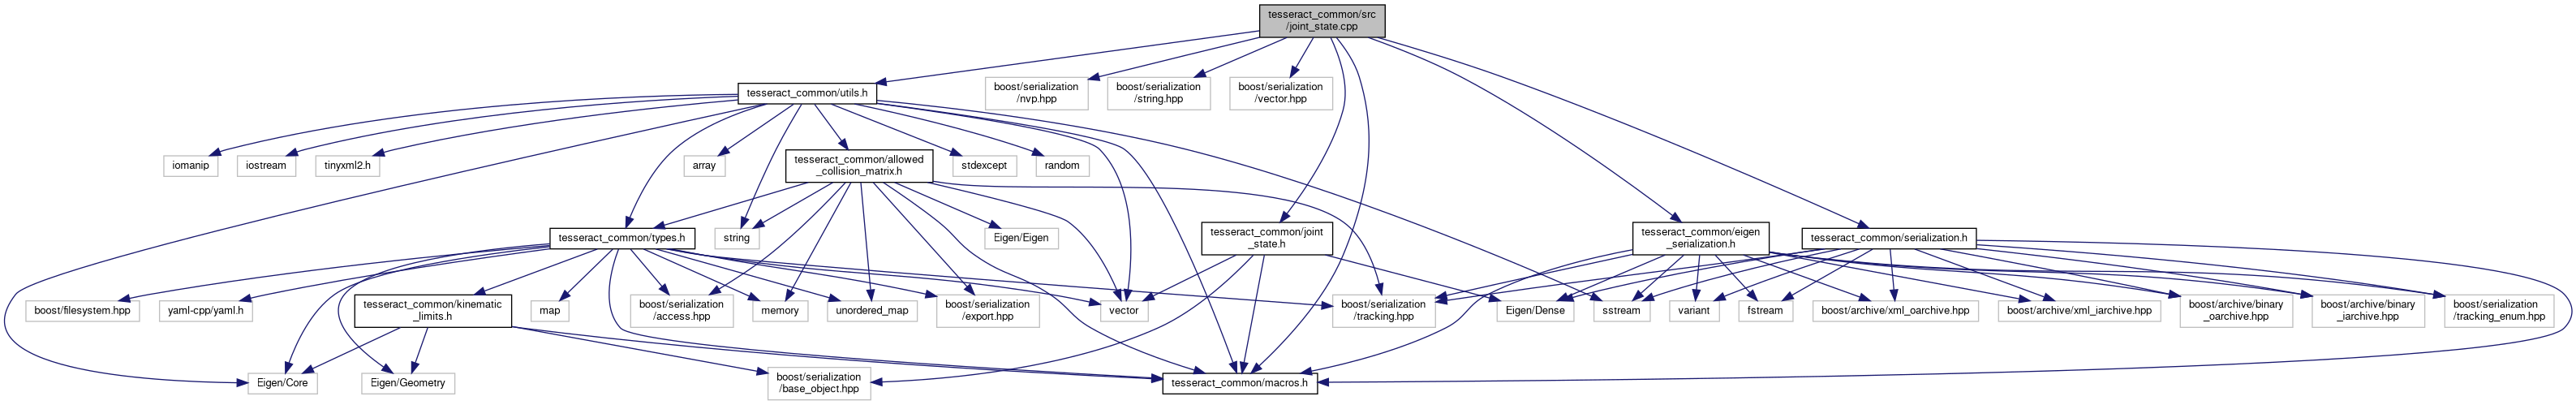 tesseract_common/src
/joint_state.cpp
tesseract_common/utils.h
boost/serialization
/nvp.hpp
boost/serialization
/string.hpp
boost/serialization
/vector.hpp
iomanip
iostream
tinyxml2.h
array
tesseract_common/allowed
_collision_matrix.h
stdexcept
random
tesseract_common/types.h
string
Eigen/Eigen
tesseract_common/joint
_state.h
tesseract_common/eigen
_serialization.h
tesseract_common/serialization.h
boost/filesystem.hpp
yaml-cpp/yaml.h
tesseract_common/kinematic
_limits.h
map
boost/serialization
/access.hpp
memory
unordered_map
boost/serialization
/export.hpp
vector
boost/serialization
/tracking.hpp
Eigen/Dense
sstream
variant
fstream
boost/archive/xml_oarchive.hpp
boost/archive/xml_iarchive.hpp
boost/archive/binary
_oarchive.hpp
boost/archive/binary
_iarchive.hpp
boost/serialization
/tracking_enum.hpp
Eigen/Core
Eigen/Geometry
boost/serialization
/base_object.hpp
tesseract_common/macros.h